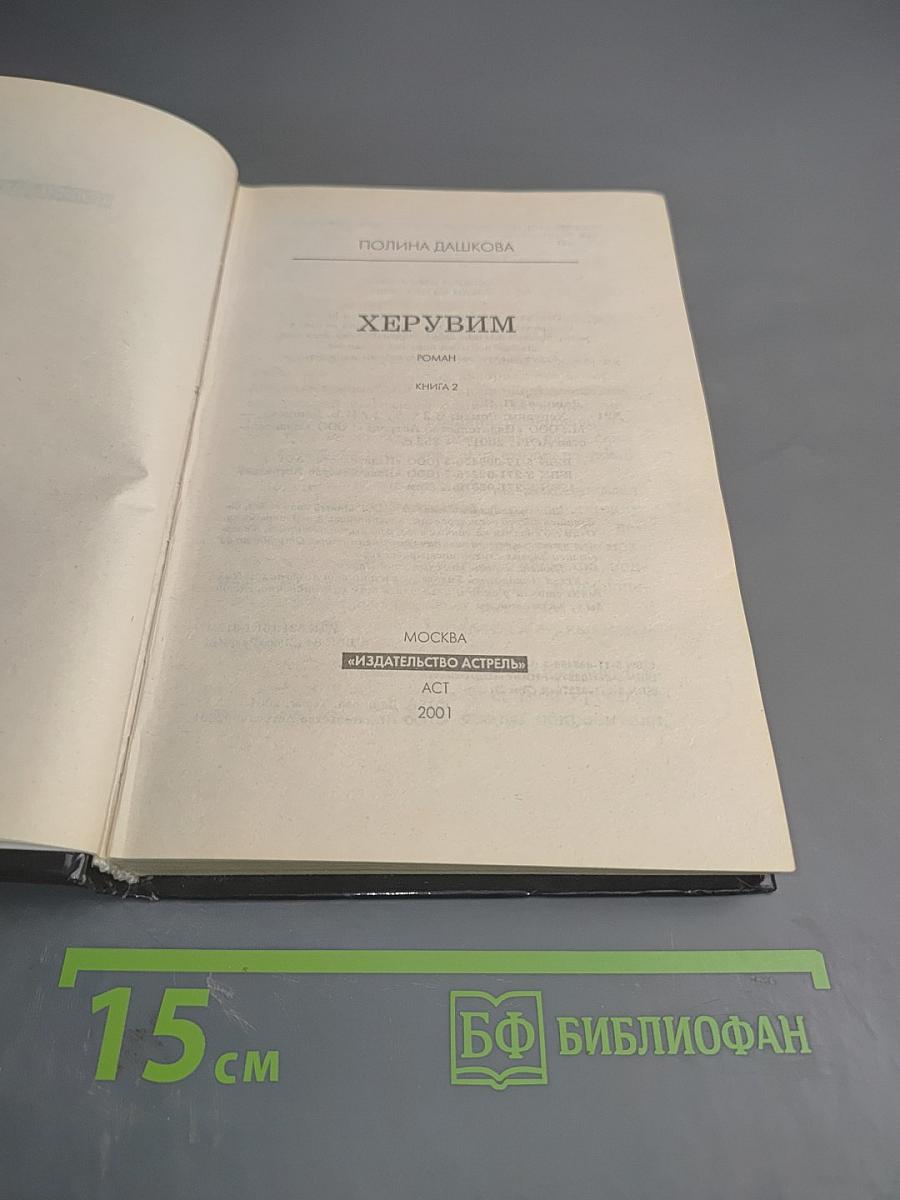 ПОЛИНА ДАШКОВА
ХЕРУВИМ
РОМАН
КНИГА 2
МОСКВА
«ИЗДАТЕЛЬСТВО АСТРЕЛЬ»
АСТ
2001
15 см
БФ БИБЛИОФАН